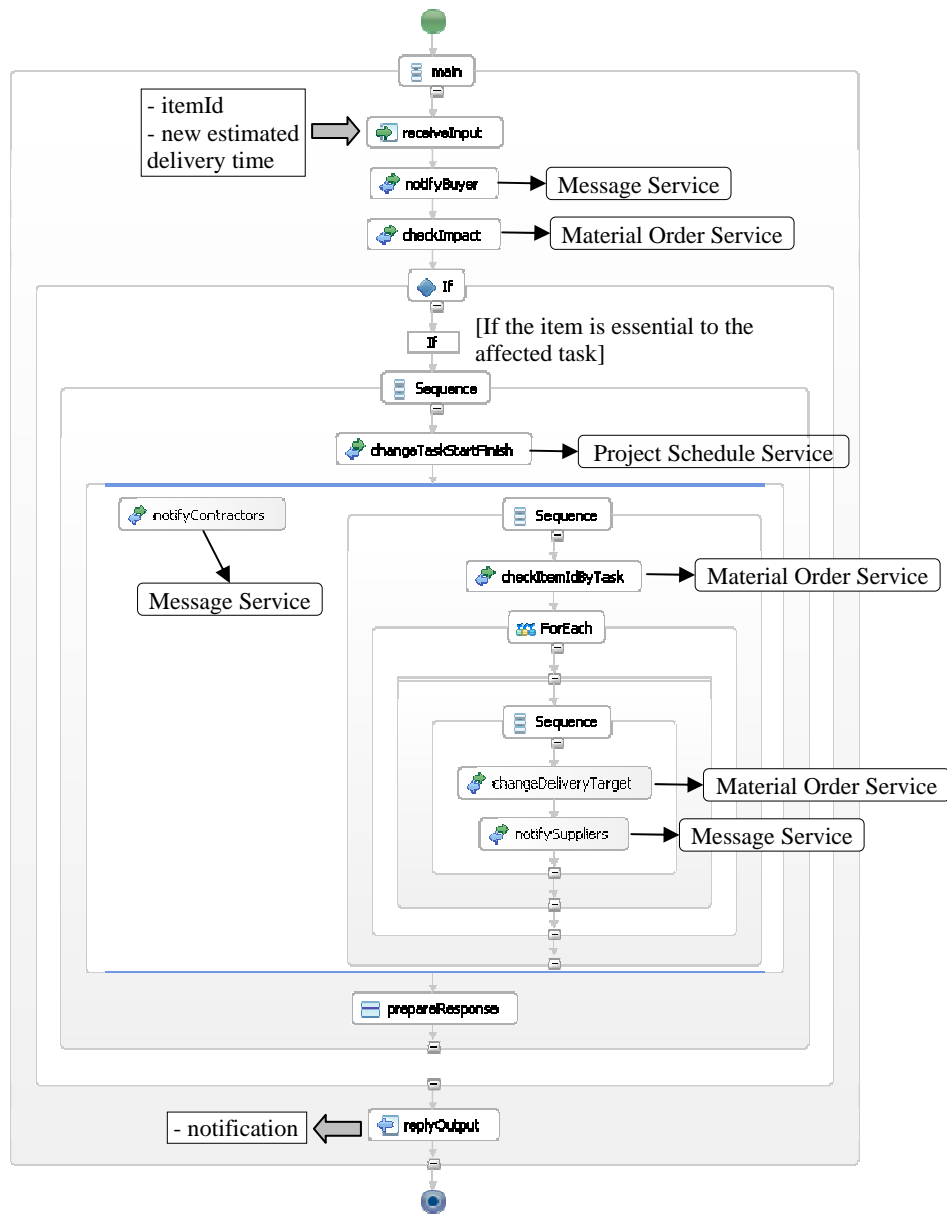 main
- itemId
- new estimated
delivery time
receiveInput
notifyBuyer
Message Service
checkImpact
Material Order Service
If
If
[If the item is essential to the
affected task]
Sequence
changeTaskStartFinish
Project Schedule Service
notifyContractors
Message Service
Sequence
checkItemIdByTask
Material Order Service
ForEach
Sequence
changeDeliveryTarget
Material Order Service
notifySuppliers
Message Service
prepareResponse
- notification
replyOutput